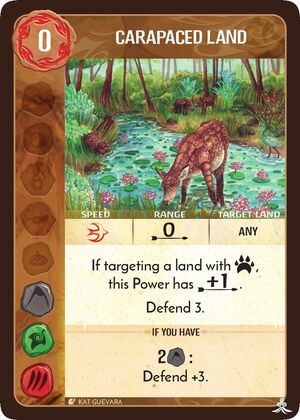 0
CARAPACED LAND
SPEED RANGE TARGET LAND
0 ANY
If targeting a land with ,
this Power has +1 .
Defend 3.
IF YOU HAVE
2 :
Defend +3.
KAT GUEVARA